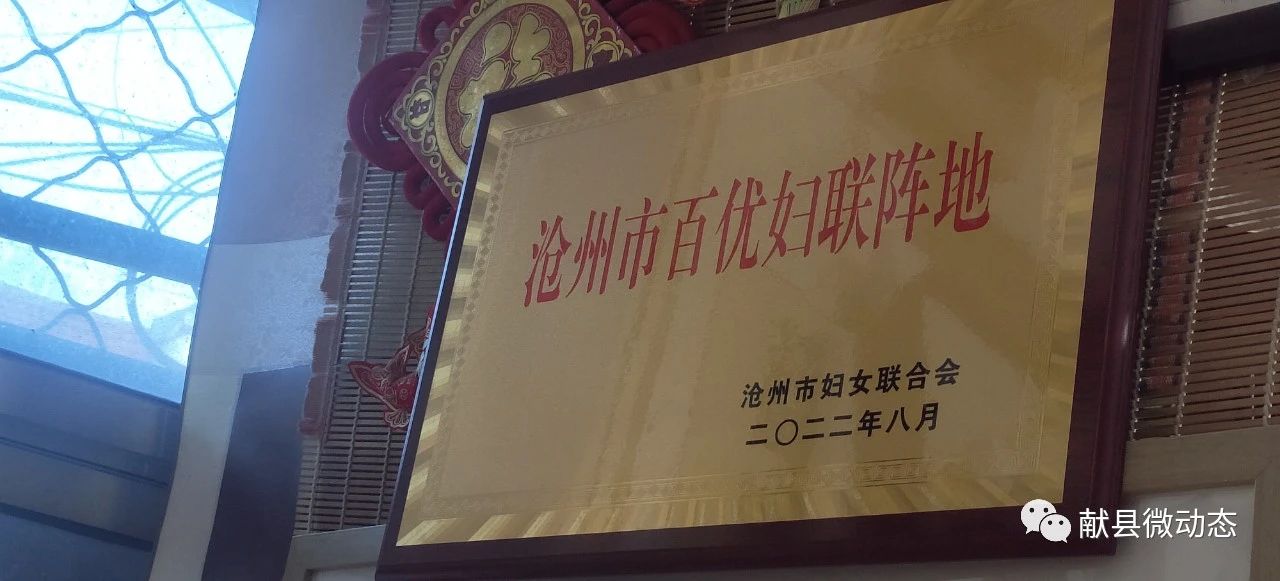 沧州市百优妇联阵地
沧州市妇女联合会
二〇二二年八月
献县微动态